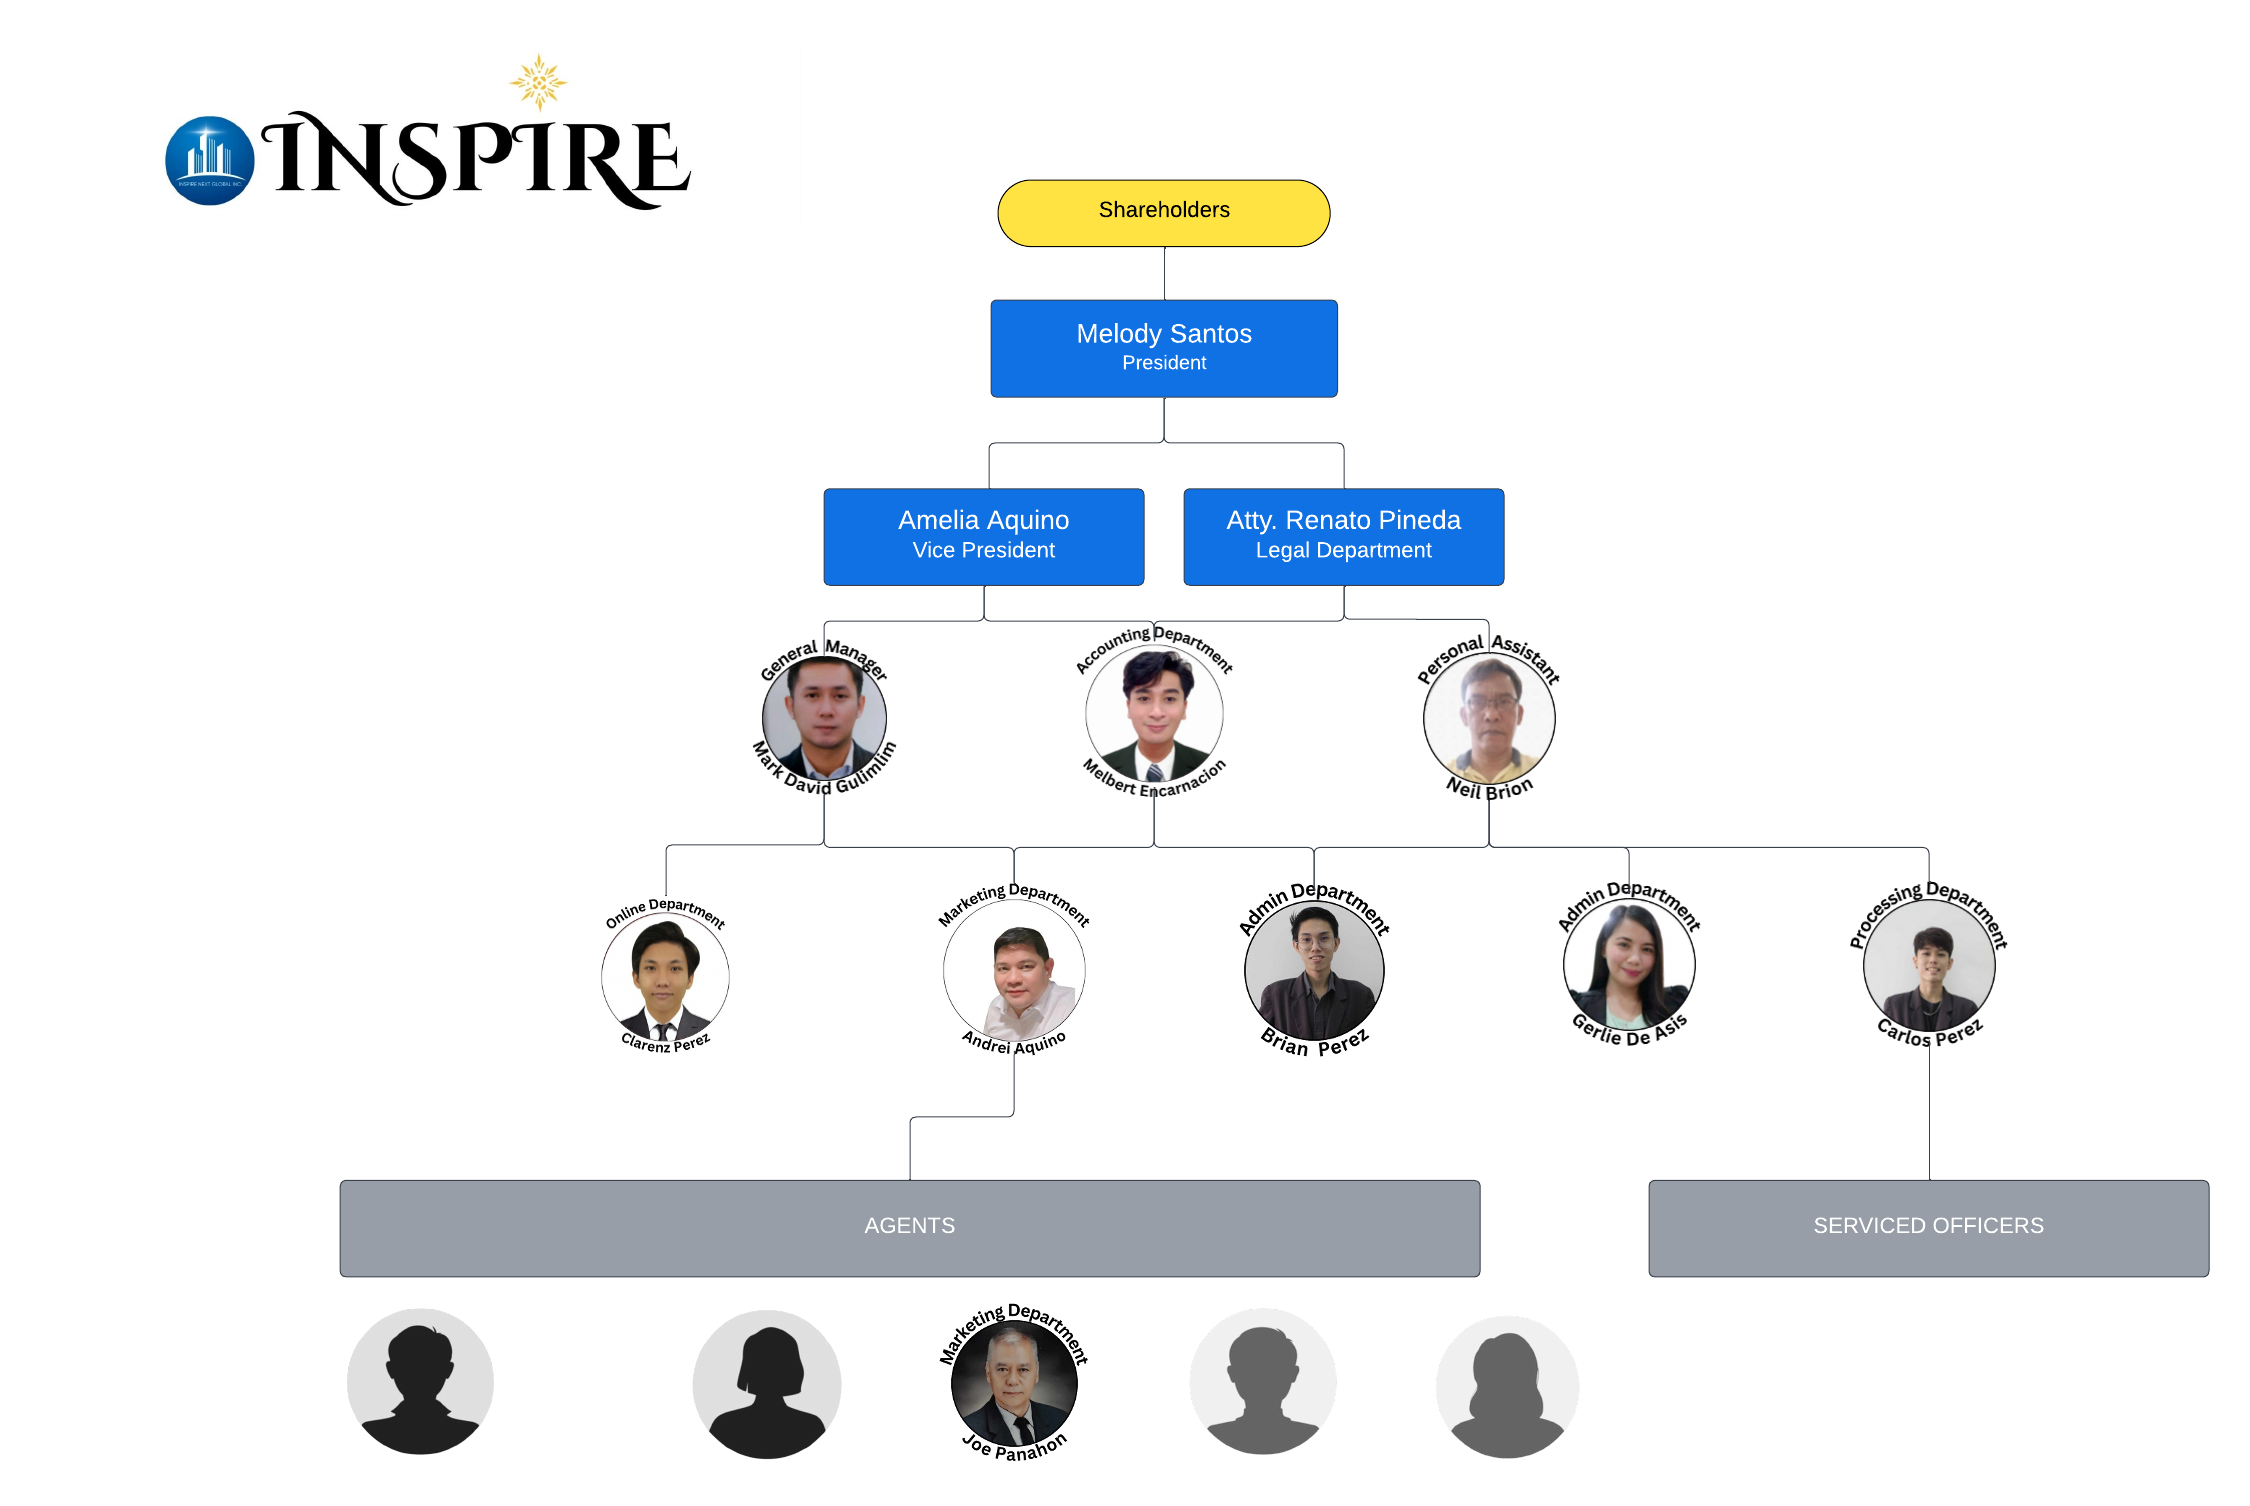 INSPIRE
INSPIRE NEXT GLOBAL INC.
Shareholders
Melody Santos
President
Amelia Aquino
Vice President
Atty. Renato Pineda
Legal Department
General Manager
Mark David Gulimlim
Accounting Department
Melbert Encarnacion
Personal Assistant
Neil Brion
Online Department
Clarenz Perez
Marketing Department
Andrei Aquino
Admin Department
Brian Perez
Admin Department
Gerlie De Asis
Processing Department
Carlos Perez
AGENTS
SERVICED OFFICERS
Marketing Department
Joe Panahon